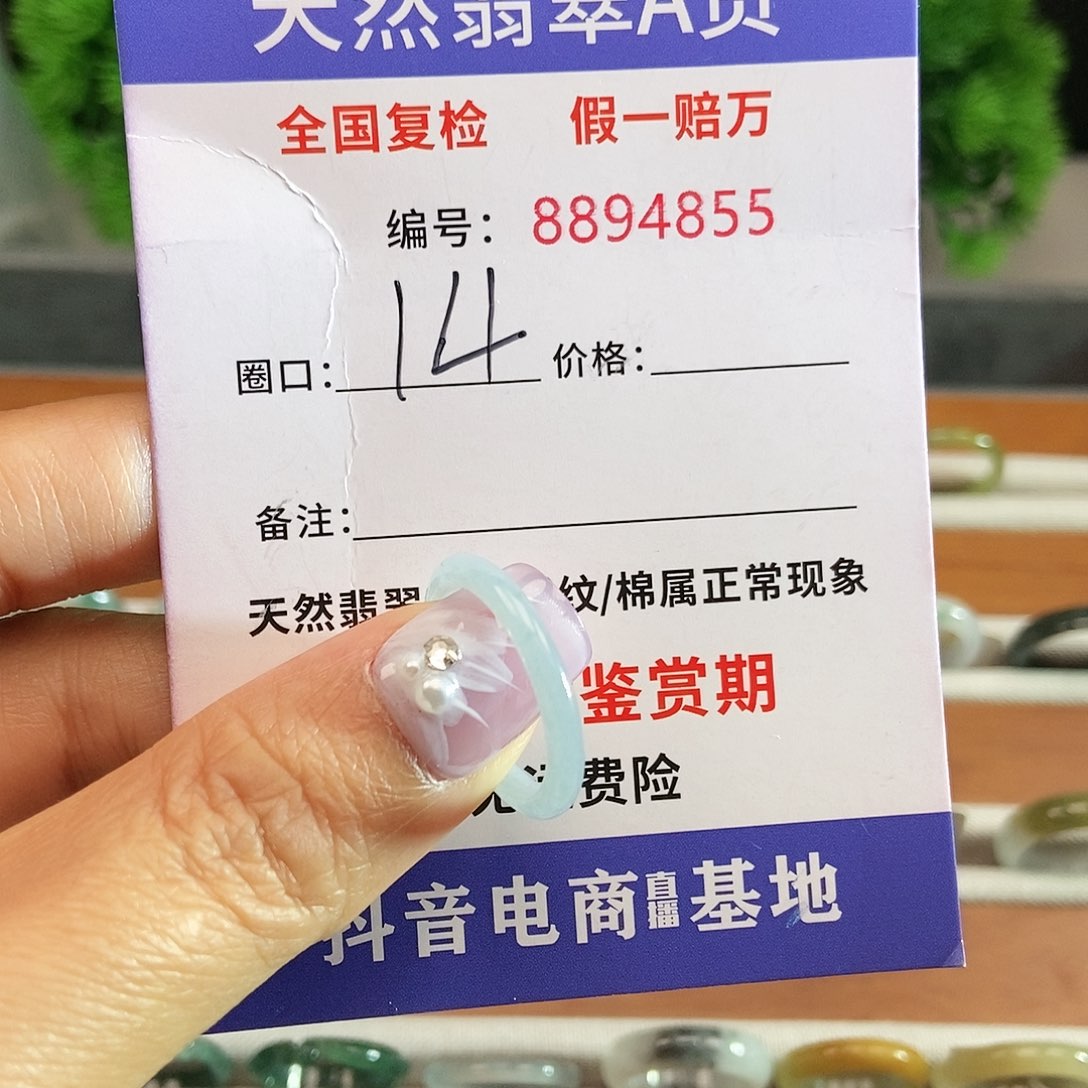 天然翡翠A货
全国复检 假一赔万
编号：8894855
圈口：14 价格：
备注：
天然翡翠 纹/棉属正常现象
鉴赏期
费险
抖音电商直播基地